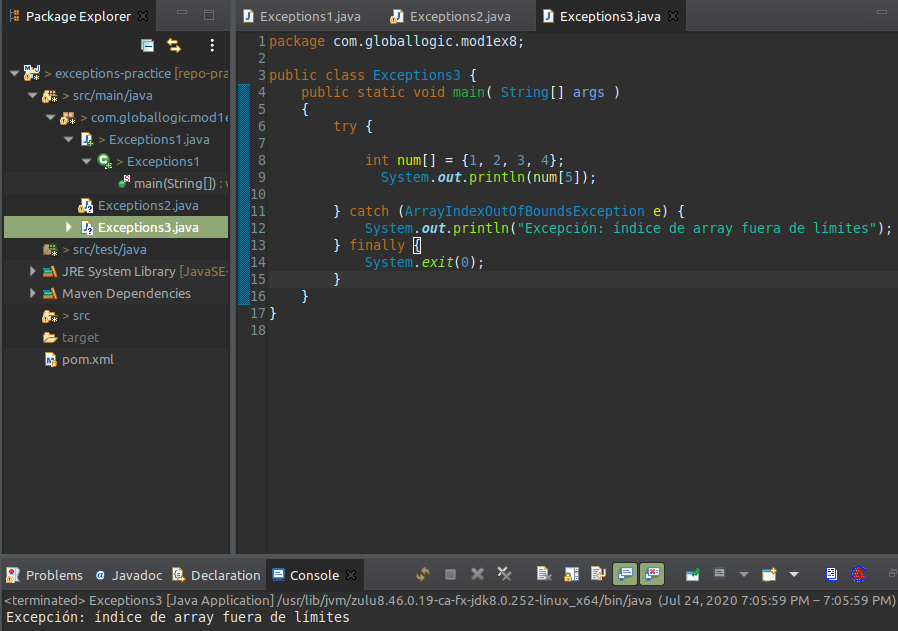 Package Explorer
Exceptions1.java
Exceptions2.java
Exceptions3.java
> exceptions-practice [repo-pra
> src/main/java
> com.globallogic.mod1e
> Exceptions1.java
> Exceptions1
main(String[]) : v
Exceptions2.java
Exceptions3.java
> src/test/java
JRE System Library [JavaSE-
Maven Dependencies
> src
target
pom.xml
1 package com.globallogic.mod1ex8;
2
3 public class Exceptions3 {
4 public static void main( String[] args )
5 {
6 try {
7
8 int num[] = {1, 2, 3, 4};
9 System.out.println(num[5]);
10
11 } catch (ArrayIndexOutOfBoundsException e) {
12 System.out.println("Excepción: índice de array fuera de límites");
13 } finally {
14 System.exit(0);
15 }
16 }
17 }
18
Problems
@ Javadoc
Declaration
Console
<terminated> Exceptions3 [Java Application] /usr/lib/jvm/zulu8.46.0.19-ca-fx-jdk8.0.252-linux_x64/bin/java (Jul 24, 2020 7:05:59 PM – 7:05:59 PM)
Excepción: índice de array fuera de límites